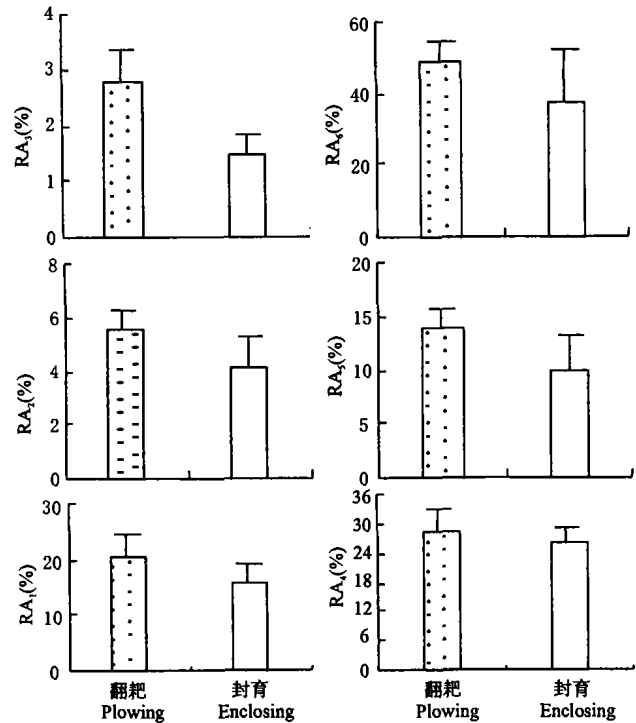 4
3
2
1
0
RA₃(%)
60
40
20
0
RA₆(%)
8
6
4
2
0
RA₂(%)
20
15
10
5
0
RA₅(%)
30
20
10
0
RA₁(%)
翻耙
Plowing
封育
Enclosing
36
30
24
18
12
6
0
RA₄(%)
翻耙
Plowing
封育
Enclosing